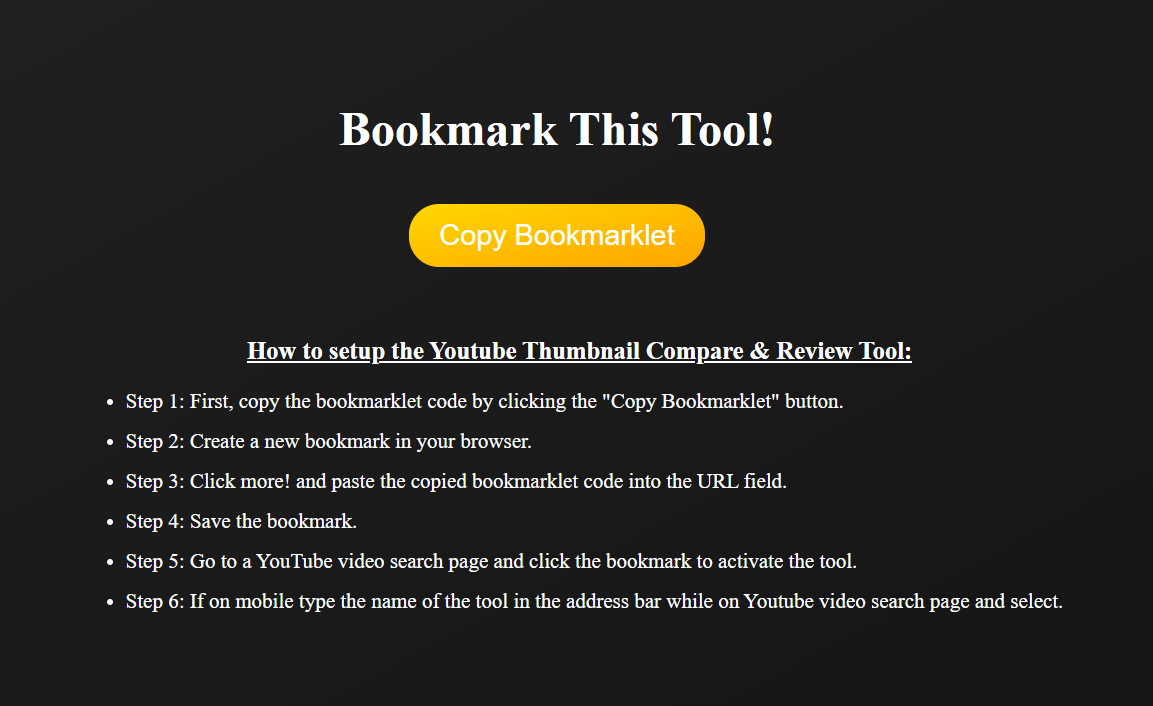 Bookmark This Tool!
Copy Bookmarklet
How to setup the Youtube Thumbnail Compare & Review Tool:
• Step 1: First, copy the bookmarklet code by clicking the "Copy Bookmarklet" button.
• Step 2: Create a new bookmark in your browser.
• Step 3: Click more! and paste the copied bookmarklet code into the URL field.
• Step 4: Save the bookmark.
• Step 5: Go to a YouTube video search page and click the bookmark to activate the tool.
• Step 6: If on mobile type the name of the tool in the address bar while on Youtube video search page and select.